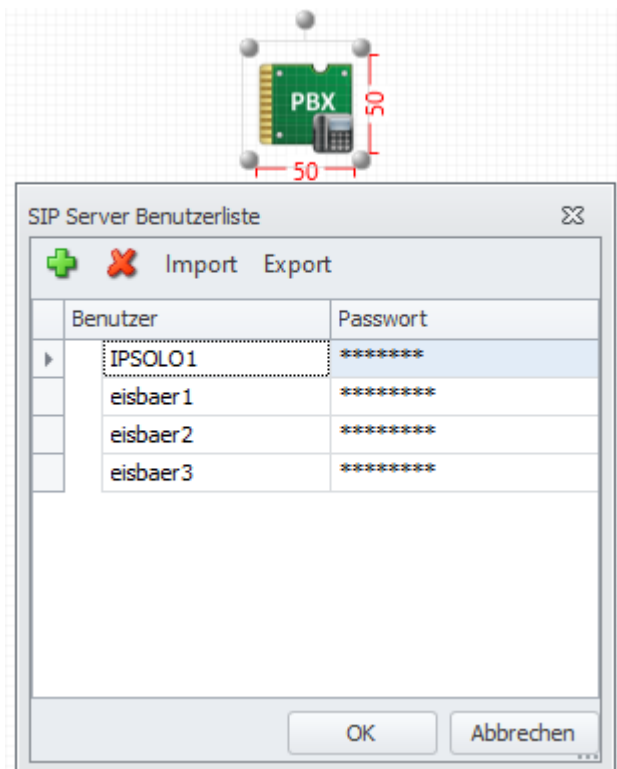 PBX
50
50
SIP Server Benutzerliste
Import Export
Benutzer Passwort
IPSOLO1 *******
eisbaer1 ********
eisbaer2 ********
eisbaer3 ********
OK Abbrechen